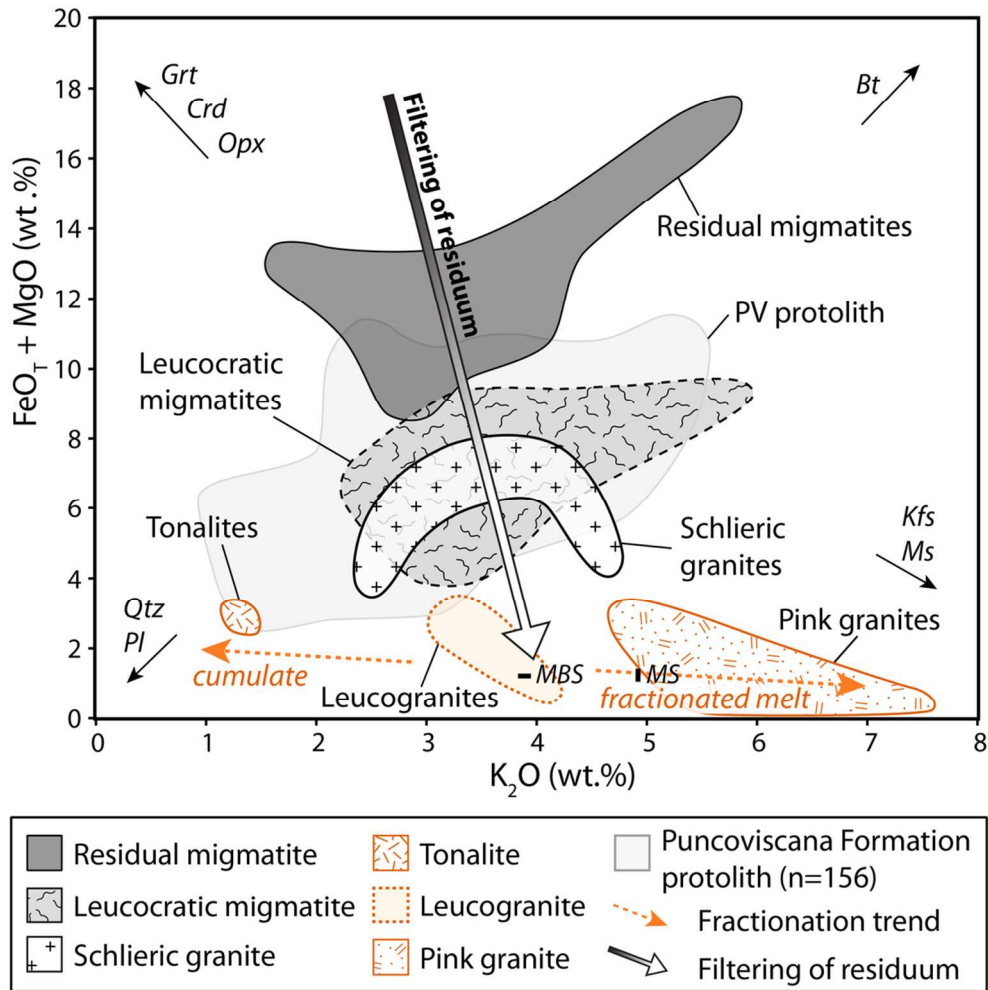 20
18
16
14
12
10
8
6
4
2
0
FeO_T + MgO (wt .%)
Grt
Crd
Opx
Bt
Filtering of residuum
Residual migmatites
PV protolith
Leucocratic
migmatites
Tonalites
Schlieric
granites
Kfs
Ms
Qtz
Pl
Pink granites
cumulate
Leucogranites
MBS
MS
fractionated melt
0 1 2 3 4 5 6 7 8
K₂O (wt.%)
Residual migmatite
Leucocratic migmatite
Schlieric granite
Tonalite
Leucogranite
Pink granite
Puncoviscana Formation
protolith (n=156)
Fractionation trend
Filtering of residuum